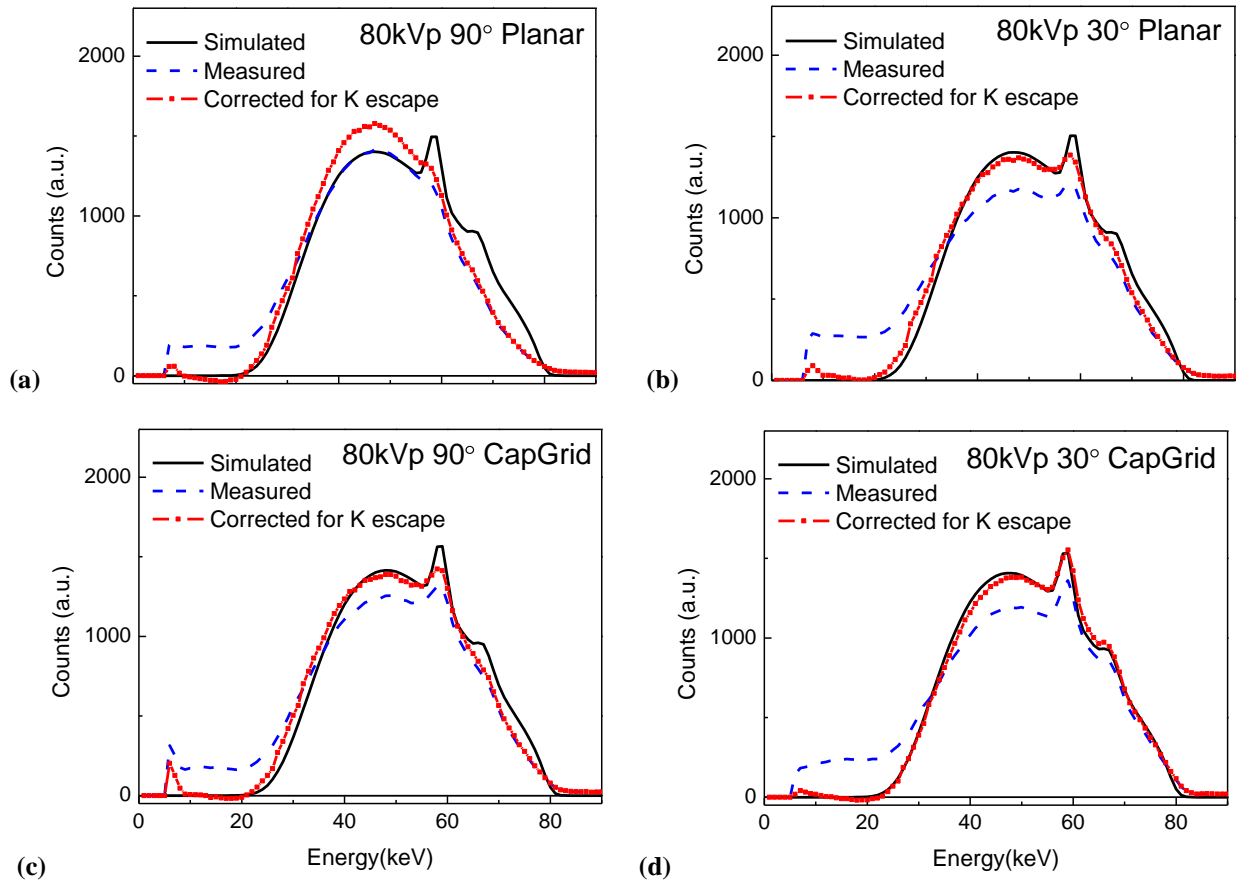 80kVp 90° Planar
Simulated
Measured
Corrected for K escape
2000
1000
0
Counts (a.u.)
(a)
80kVp 30° Planar
Simulated
Measured
Corrected for K escape
2000
1000
0
Counts (a.u.)
(b)
80kVp 90° CapGrid
Simulated
Measured
Corrected for K escape
2000
1000
0
Counts (a.u.)
0 20 40 60 80
Energy(keV)
(c)
80kVp 30° CapGrid
Simulated
Measured
Corrected for K escape
2000
1000
0
Counts (a.u.)
0 20 40 60 80
Energy(keV)
(d)